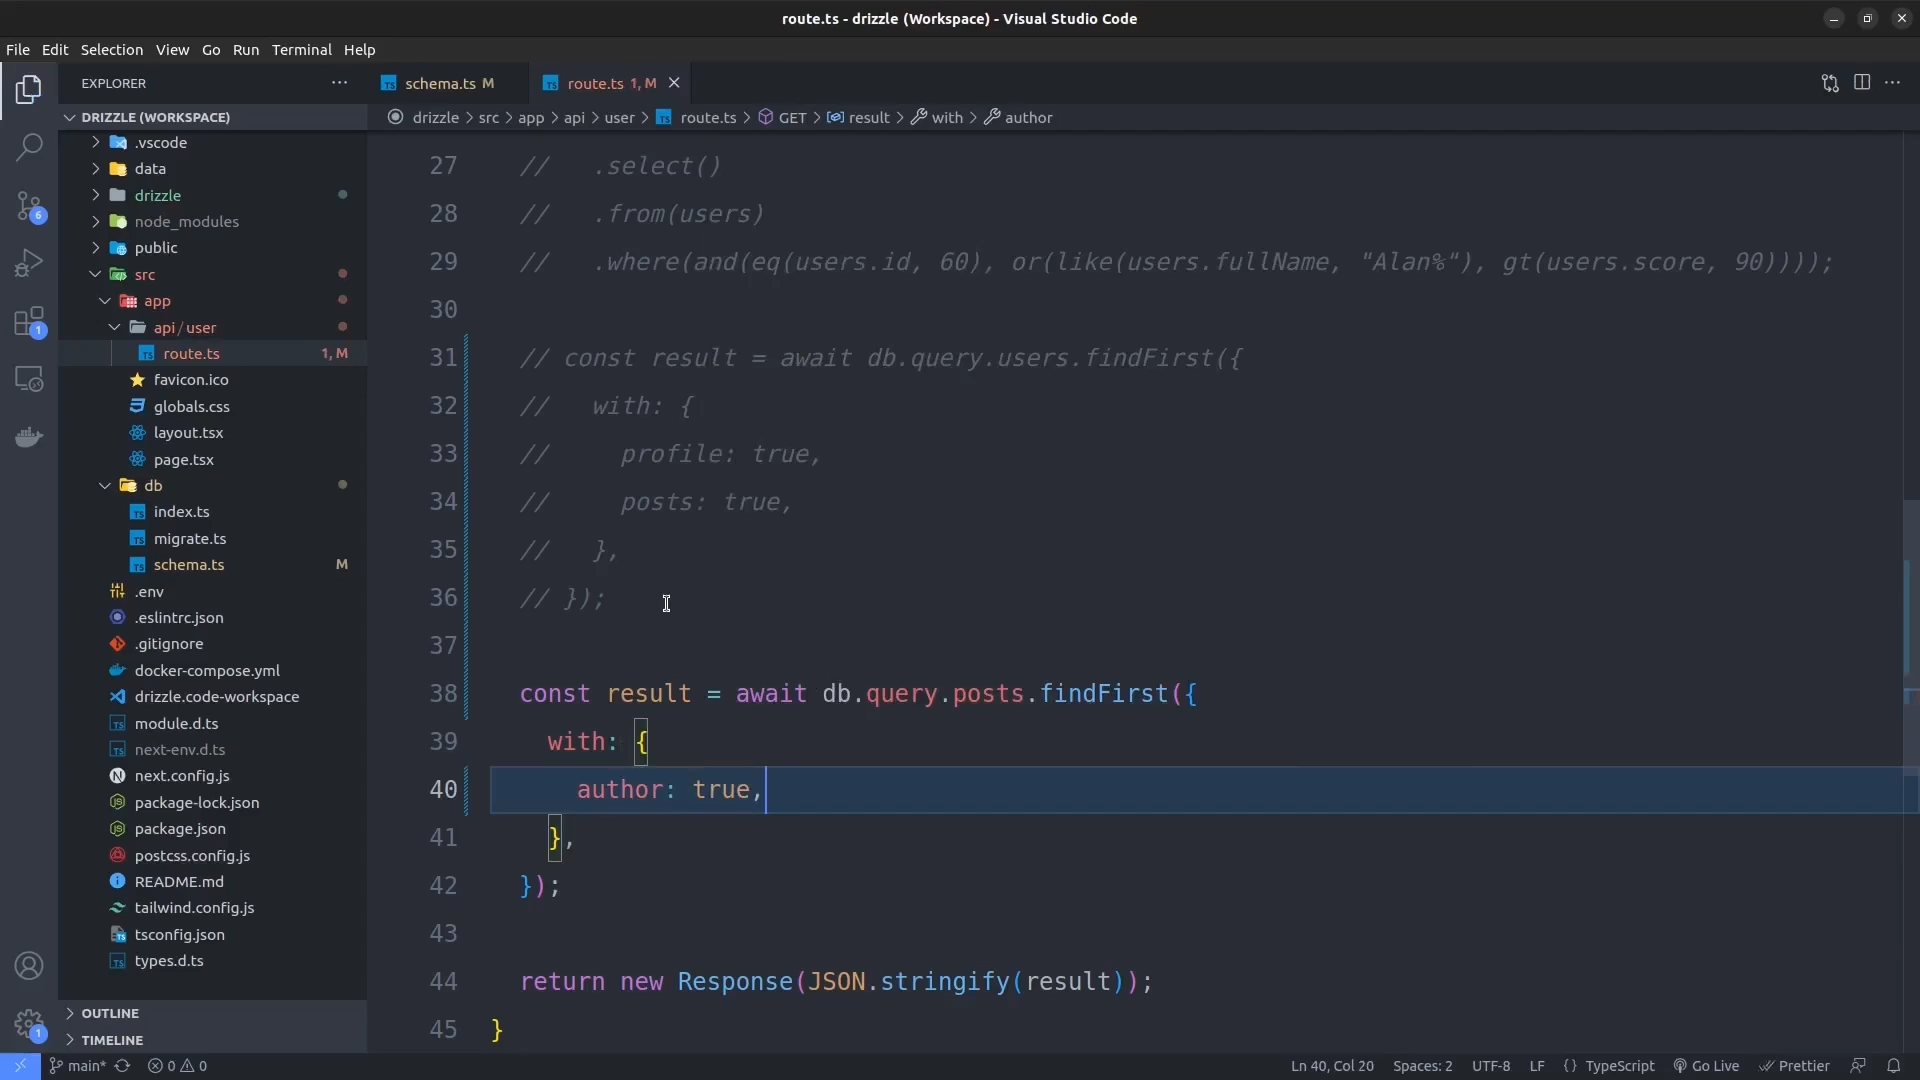 route.ts - drizzle (Workspace) - Visual Studio Code
File Edit Selection View Go Run Terminal Help
EXPLORER
schema.ts M
route.ts 1, M
DRIZZLE (WORKSPACE)
drizzle > src > app > api > user > route.ts > GET > result > with > author
.vscode
data
drizzle
node_modules
public
src
app
api / user
route.ts 1, M
favicon.ico
globals.css
layout.tsx
page.tsx
db
index.ts
migrate.ts
schema.ts M
.env
.eslintrc.json
.gitignore
docker-compose.yml
drizzle.code-workspace
module.d.ts
next-env.d.ts
next.config.js
package-lock.json
package.json
postcss.config.js
README.md
tailwind.config.js
tsconfig.json
types.d.ts
OUTLINE
TIMELINE
6
1
1
27 // .select()
28 // .from(users)
29 // .where(and(eq(users.id, 60), or(like(users.fullName, "Alan%"), gt(users.score, 90))));
30
31 // const result = await db.query.users.findFirst({
32 // with: {
33 // profile: true,
34 // posts: true,
35 // },
36 // });
37
38 const result = await db.query.posts.findFirst({
39 with: {
40 author: true,
41 },
42 });
43
44 return new Response(JSON.stringify(result));
45 }
main* 0 0 Ln 40, Col 20 Spaces: 2 UTF-8 LF {} TypeScript Go Live Prettier